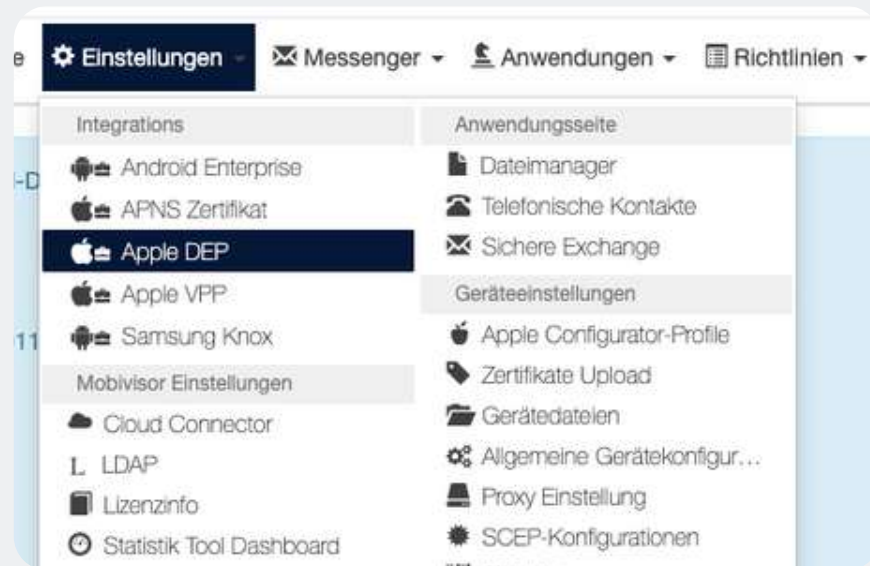 e Einstellungen Messenger Anwendungen Richtlinien
Integrations
Android Enterprise
APNS Zertifikat
Apple DEP
Apple VPP
Samsung Knox
Mobivisor Einstellungen
Cloud Connector
L LDAP
Lizenzinfo
Statistik Tool Dashboard
Anwendungsseite
Dateimanager
Telefonische Kontakte
Sichere Exchange
Geräteeinstellungen
Apple Configurator-Profile
Zertifikate Upload
Gerätedateien
Allgemeine Gerätekonfigur...
Proxy Einstellung
SCEP-Konfigurationen
-D
11